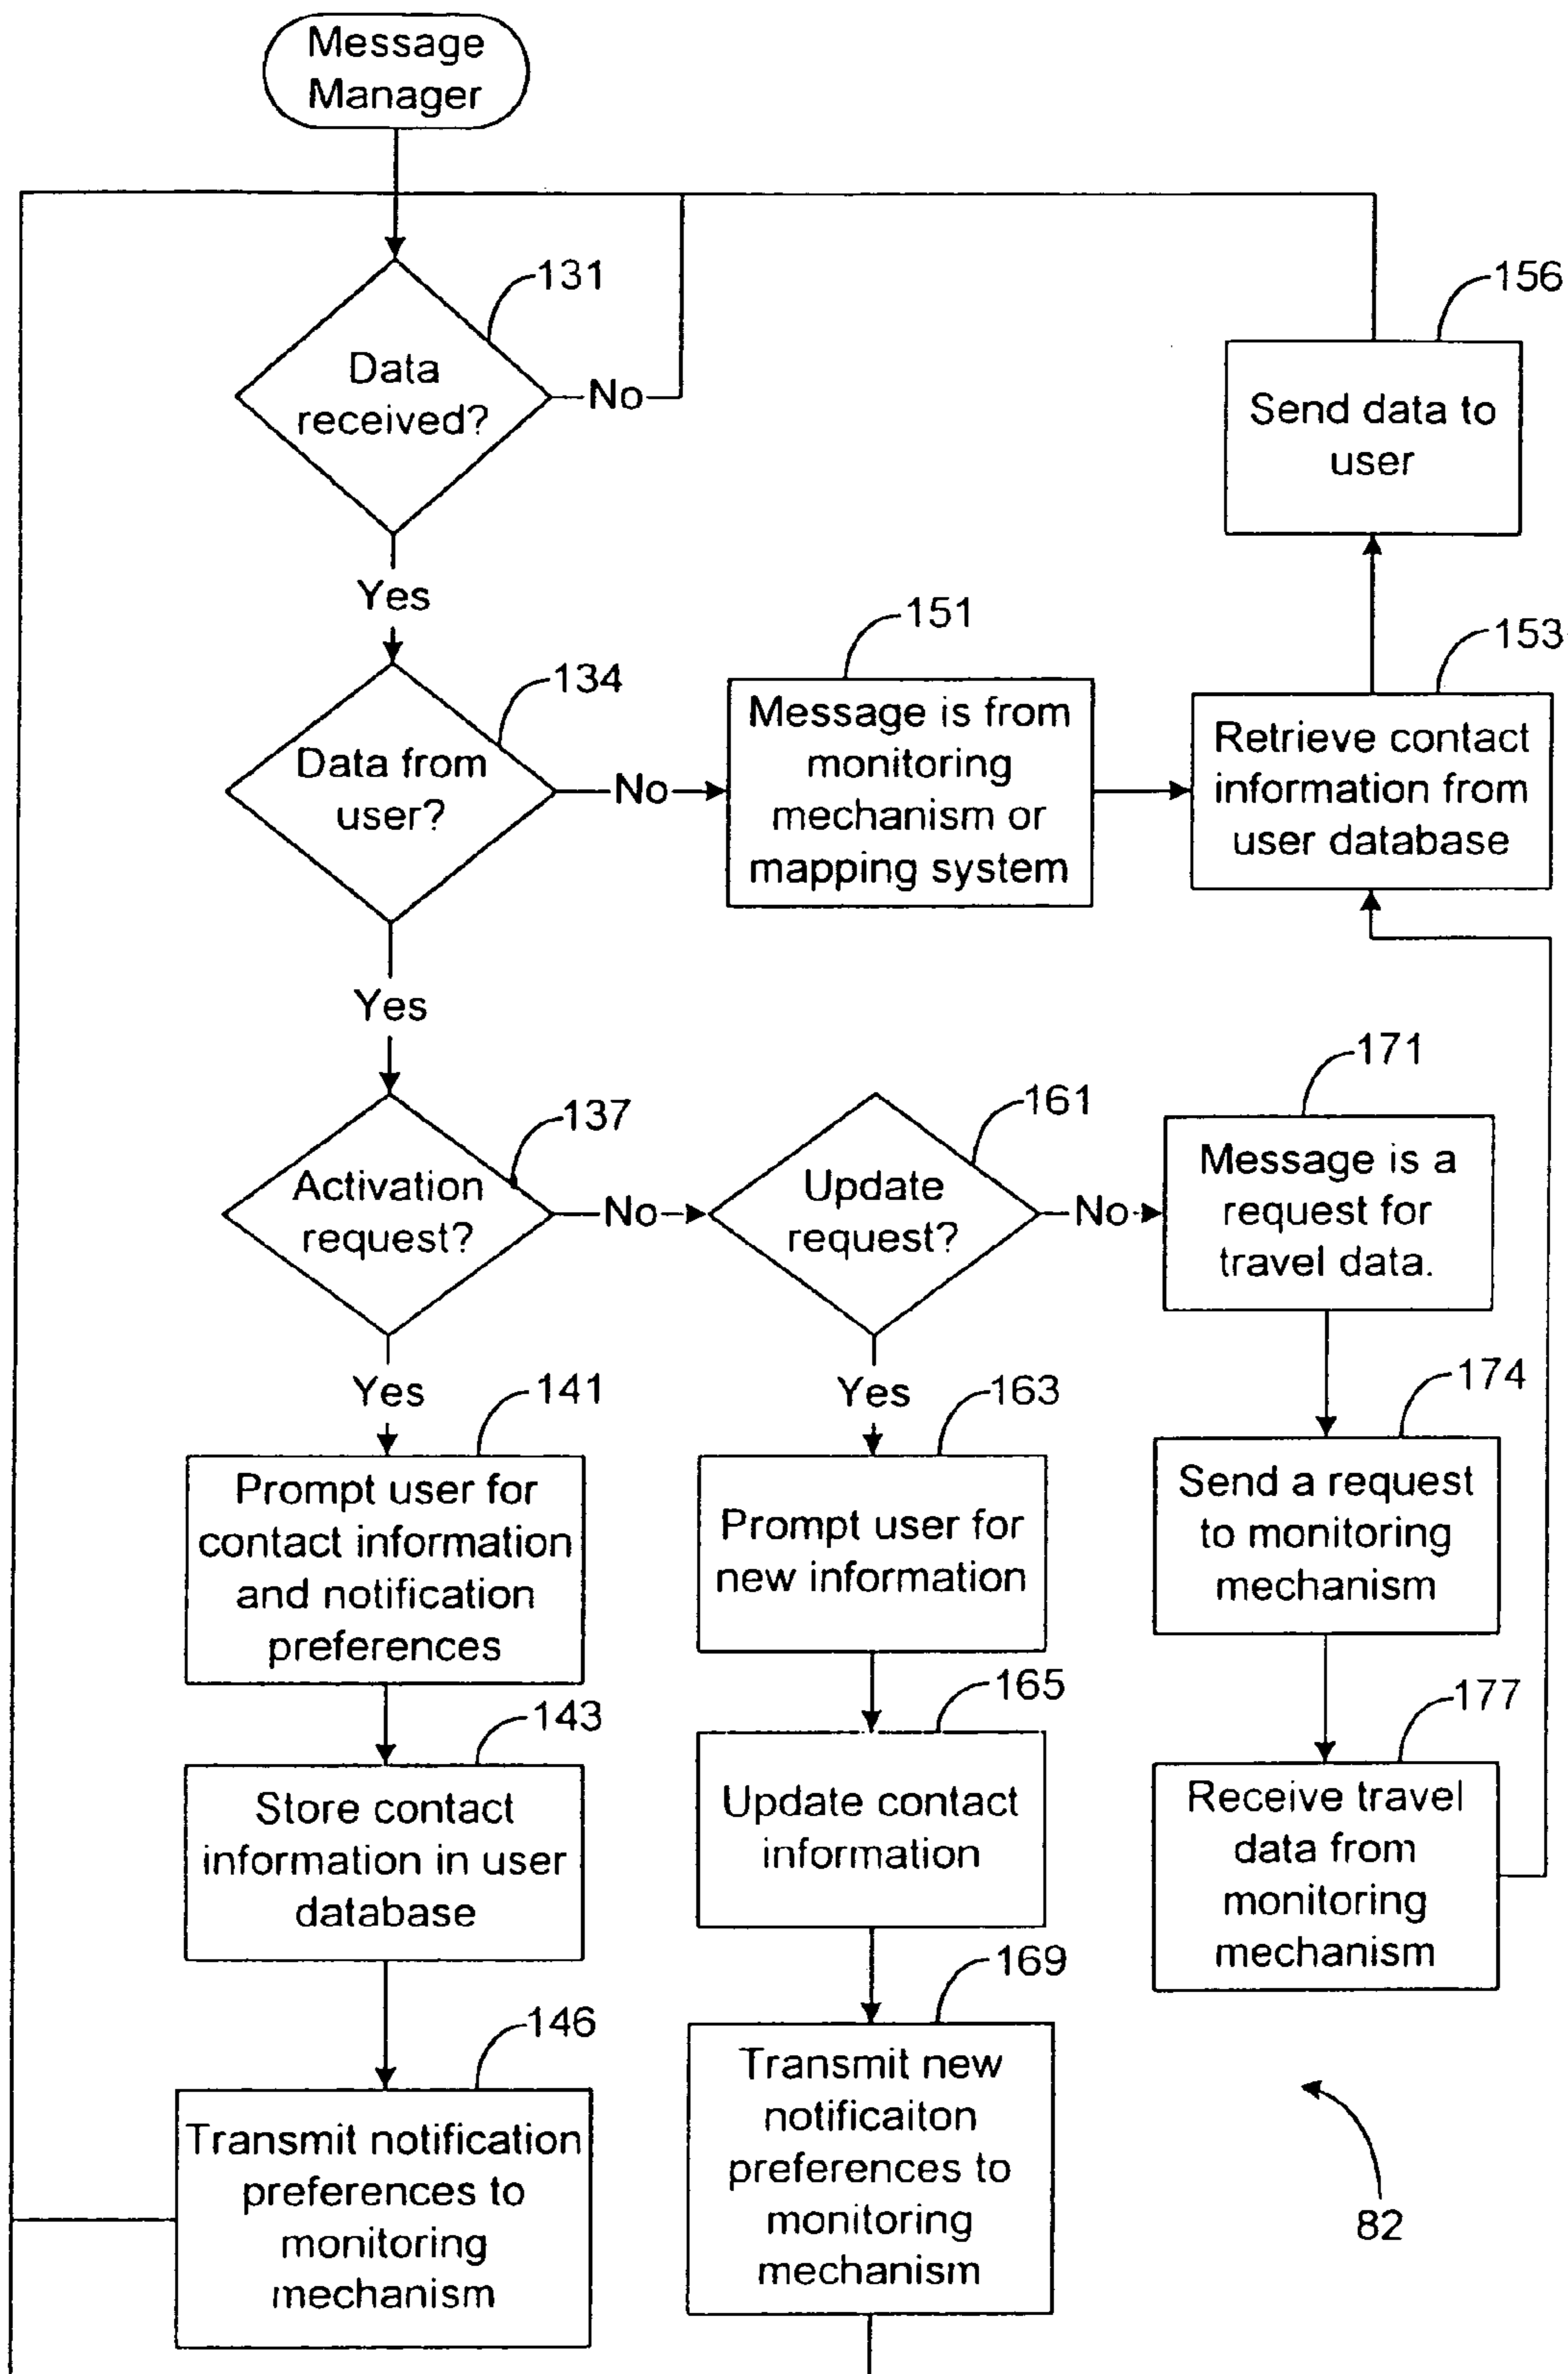 Message
Manager
131
Data
received?
No
156
Send data to
user
Yes
134
Data from
user?
No
151
Message is from
monitoring
mechanism or
mapping system
153
Retrieve contact
information from
user database
Yes
137
Activation
request?
No
161
Update
request?
No
171
Message is a
request for
travel data.
Yes
141
Prompt user for
contact information
and notification
preferences
Yes
163
Prompt user for
new information
174
Send a request
to monitoring
mechanism
143
Store contact
information in user
database
165
Update contact
information
177
Receive travel
data from
monitoring
mechanism
146
Transmit notification
preferences to
monitoring
mechanism
169
Transmit new
notificaiton
preferences to
monitoring
mechanism
82